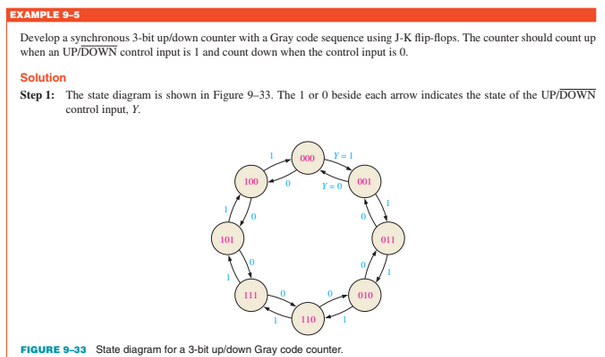 EXAMPLE 9–5
Develop a synchronous 3-bit up/down counter with a Gray code sequence using J-K flip-flops. The counter should count up
when an UP/DOWN control input is 1 and count down when the control input is 0.
Solution
Step 1: The state diagram is shown in Figure 9–33. The 1 or 0 beside each arrow indicates the state of the UP/DOWN
control input, Y.
1
000
Y = 1
100
0
Y = 0
001
1
0
0
1
101
011
1
0
0
1
111
0
0
010
1
110
1
FIGURE 9–33 State diagram for a 3-bit up/down Gray code counter.